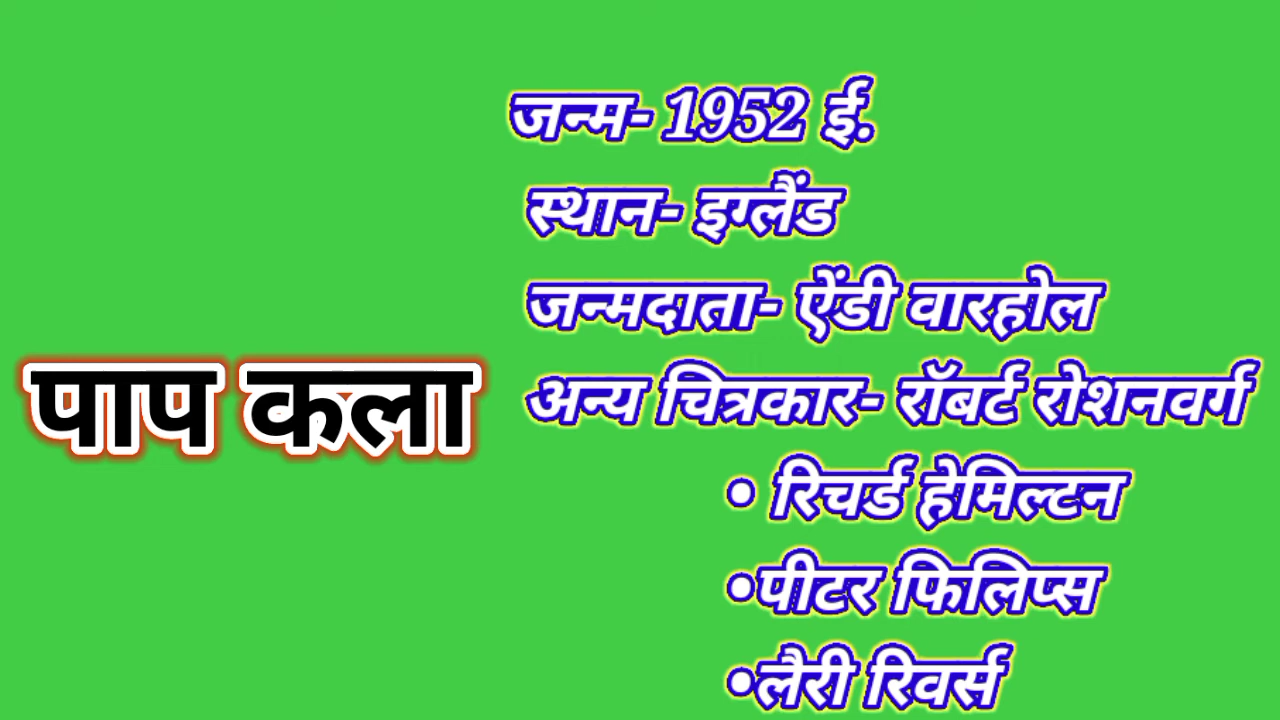 जन्म- 1952 ई.
स्थान- इग्लैंड
जन्मदाता- ऐंडी वारहोल
पाप कला
अन्य चित्रकार- रॉबर्ट रोशनवर्ग
• रिचर्ड हेमिल्टन
•पीटर फिलिप्स
•लैरी रिवर्स